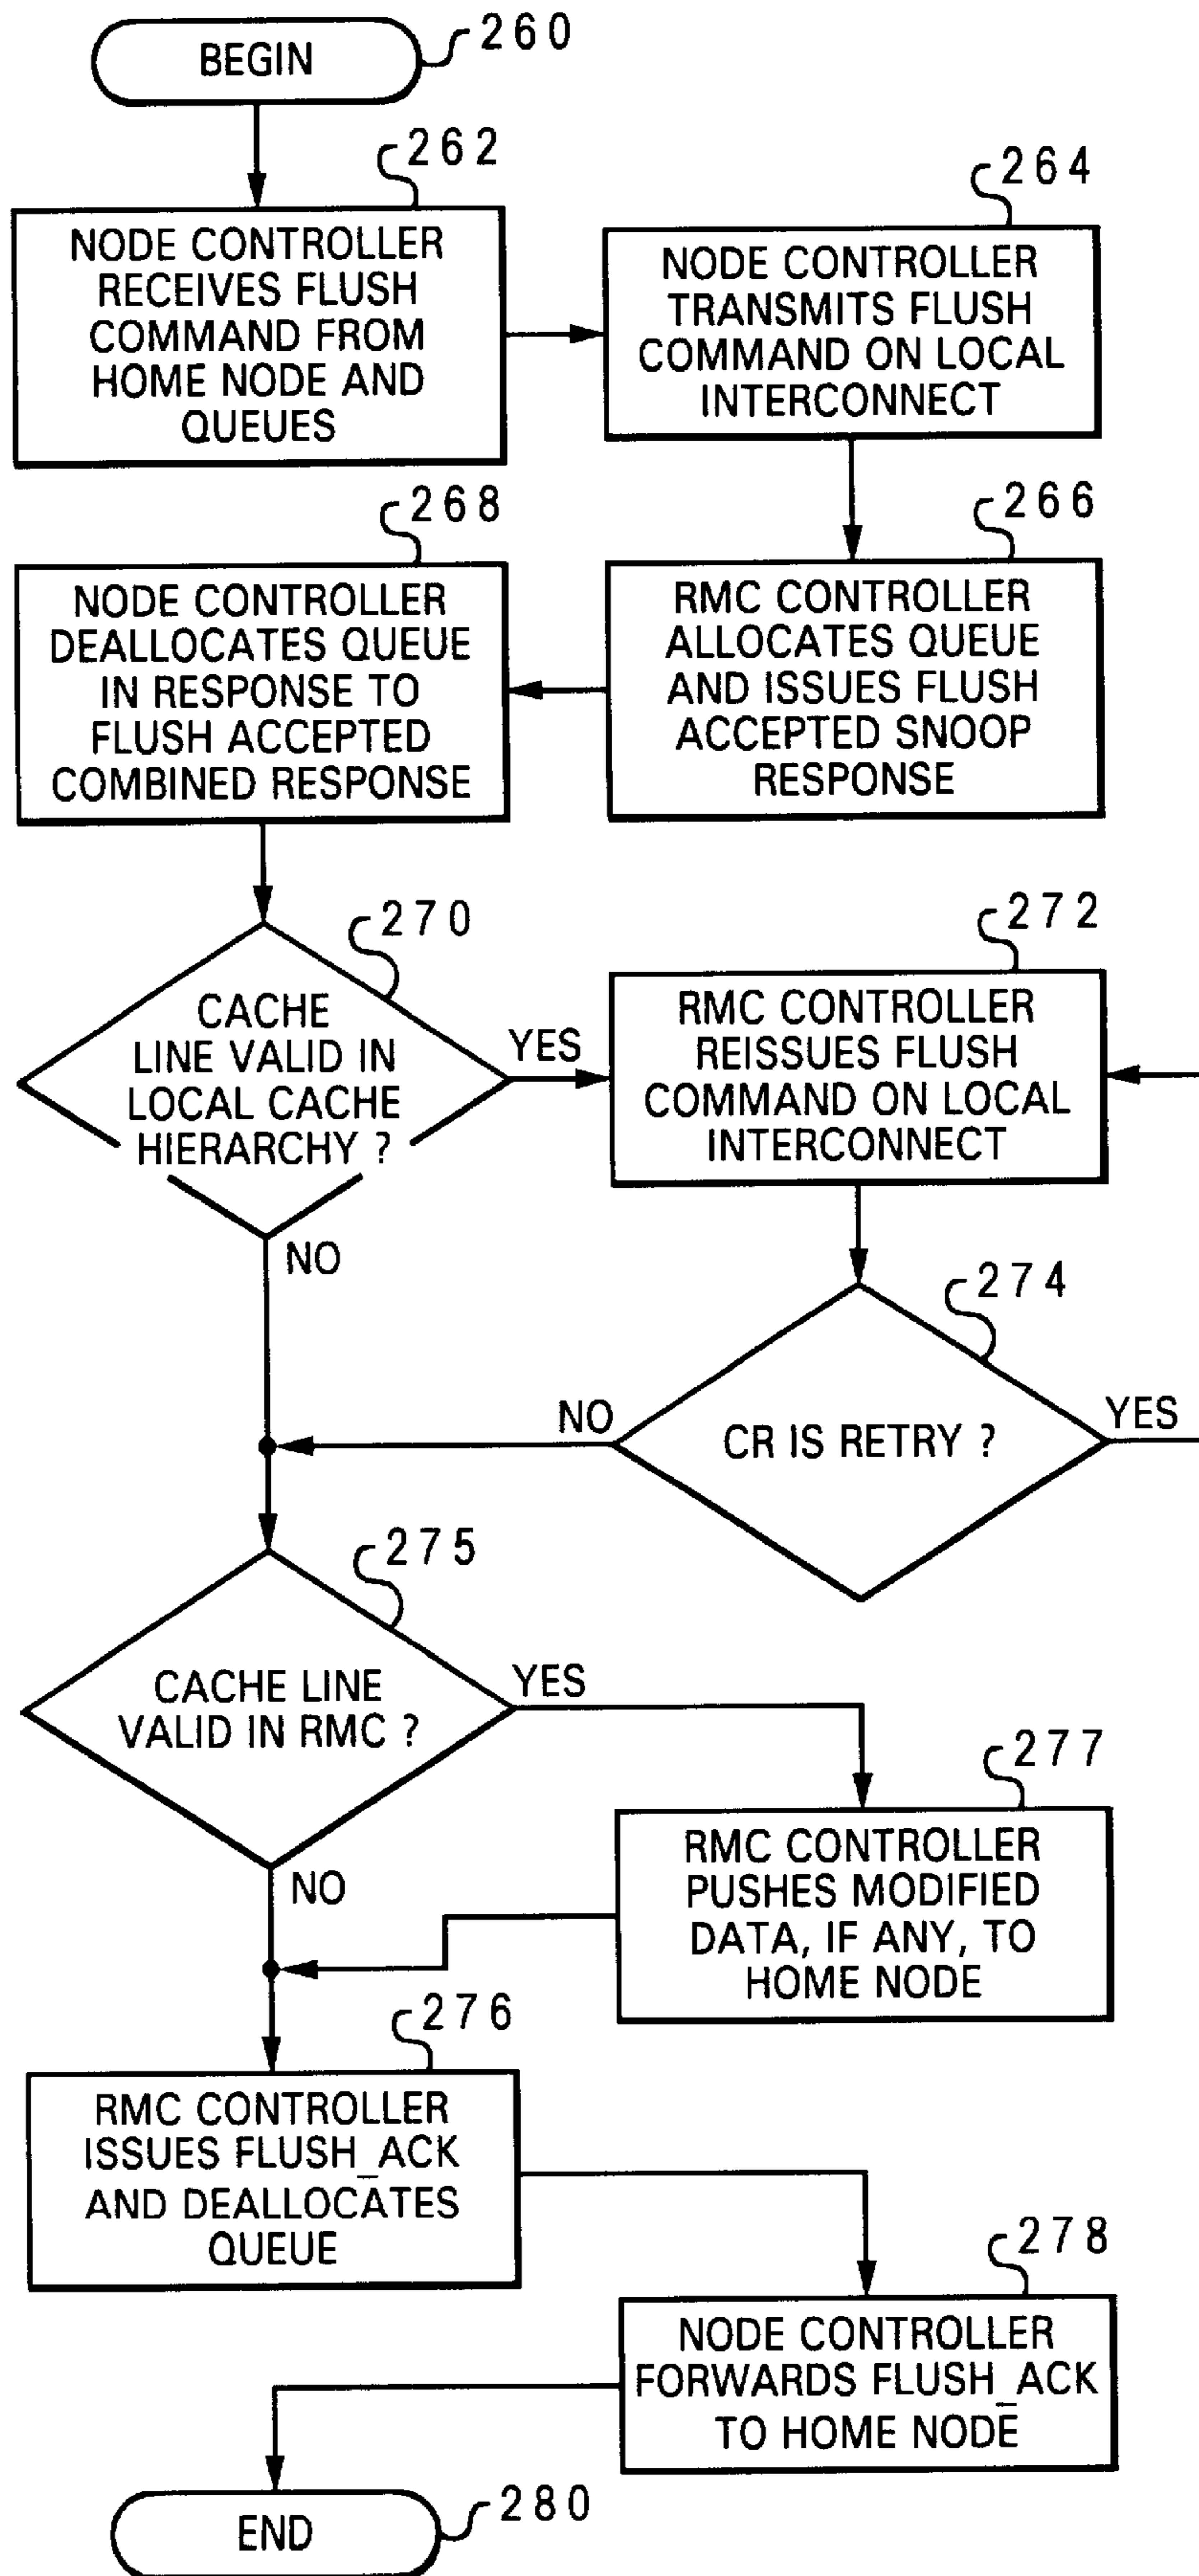 BEGIN
260
262
NODE CONTROLLER
RECEIVES FLUSH
COMMAND FROM
HOME NODE AND
QUEUES
264
NODE CONTROLLER
TRANSMITS FLUSH
COMMAND ON LOCAL
INTERCONNECT
266
RMC CONTROLLER
ALLOCATES QUEUE
AND ISSUES FLUSH
ACCEPTED SNOOP
RESPONSE
268
NODE CONTROLLER
DEALLOCATES QUEUE
IN RESPONSE TO
FLUSH ACCEPTED
COMBINED RESPONSE
270
CACHE
LINE VALID IN
LOCAL CACHE
HIERARCHY ?
YES
NO
272
RMC CONTROLLER
REISSUES FLUSH
COMMAND ON LOCAL
INTERCONNECT
274
CR IS RETRY ?
NO
YES
275
CACHE LINE
VALID IN RMC ?
YES
NO
277
RMC CONTROLLER
PUSHES MODIFIED
DATA, IF ANY, TO
HOME NODE
276
RMC CONTROLLER
ISSUES FLUSH_ACK
AND DEALLOCATES
QUEUE
278
NODE CONTROLLER
FORWARDS FLUSH_ACK
TO HOME NODE
END
280